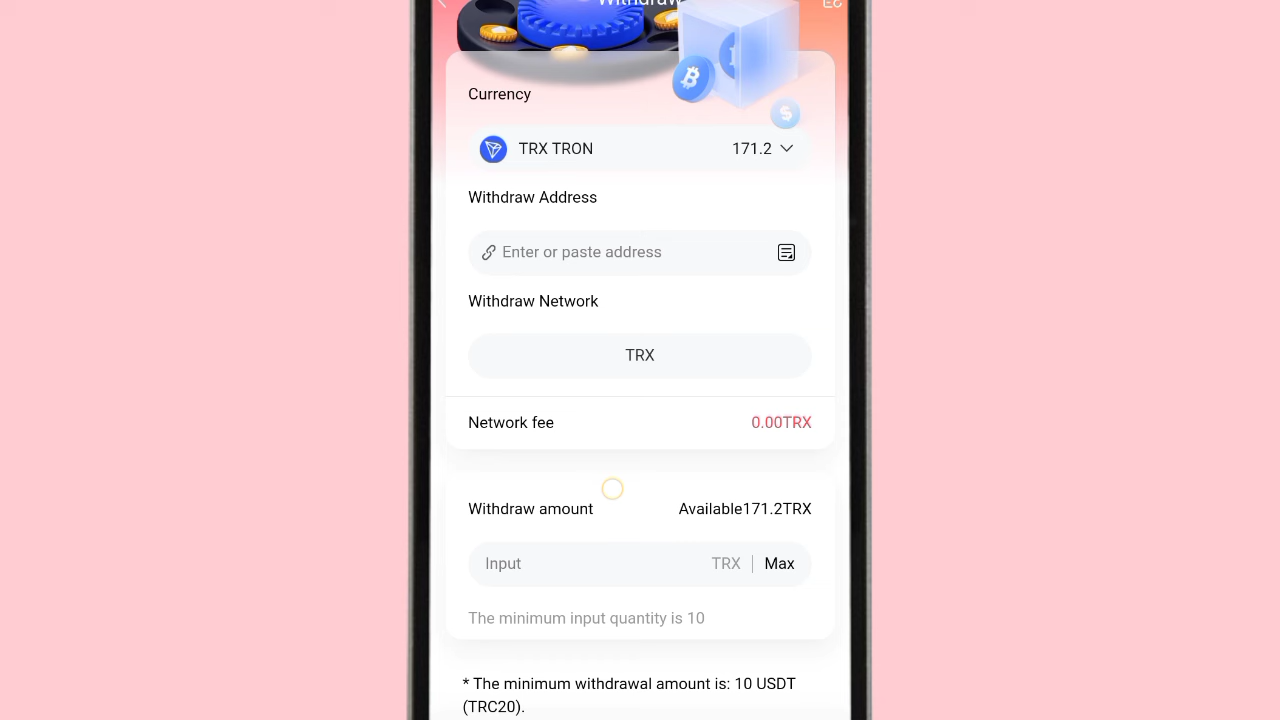 Withdraw
Currency
TRX TRON 171.2
Withdraw Address
Enter or paste address
Withdraw Network
TRX
Network fee 0.00TRX
Withdraw amount Available171.2TRX
Input TRX Max
The minimum input quantity is 10
* The minimum withdrawal amount is: 10 USDT
(TRC20).